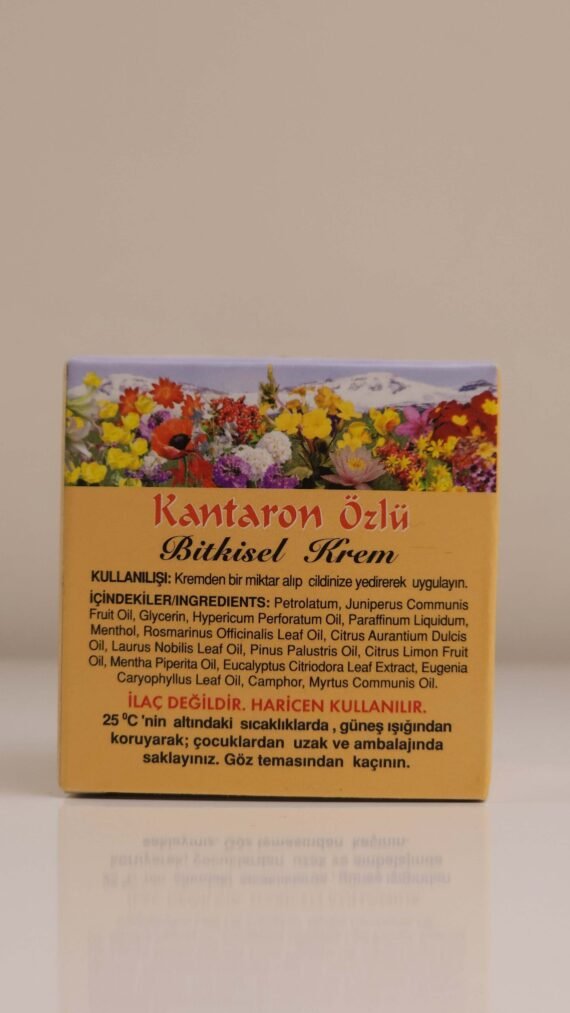 Kantaron Özlü
Bitkisel Krem
KULLANILIŞI: Kremden bir miktar alıp cildinize yedirerek uygulayın.
İÇİNDEKİLER/INGREDIENTS: Petrolatum, Juniperus Communis
Fruit Oil, Glycerin, Hypericum Perforatum Oil, Paraffinum Liquidum,
Menthol, Rosmarinus Officinalis Leaf Oil, Citrus Aurantium Dulcis
Oil, Laurus Nobilis Leaf Oil, Pinus Palustris Oil, Citrus Limon Fruit
Oil, Mentha Piperita Oil, Eucalyptus Citriodora Leaf Extract, Eugenia
Caryophyllus Leaf Oil, Camphor, Myrtus Communis Oil.
İLAÇ DEĞİLDİR. HARİCEN KULLANILIR.
25 ⁰C 'nin altındaki sıcaklıklarda , güneş ışığından
koruyarak; çocuklardan uzak ve ambalajında
saklayınız. Göz temasından kaçının.